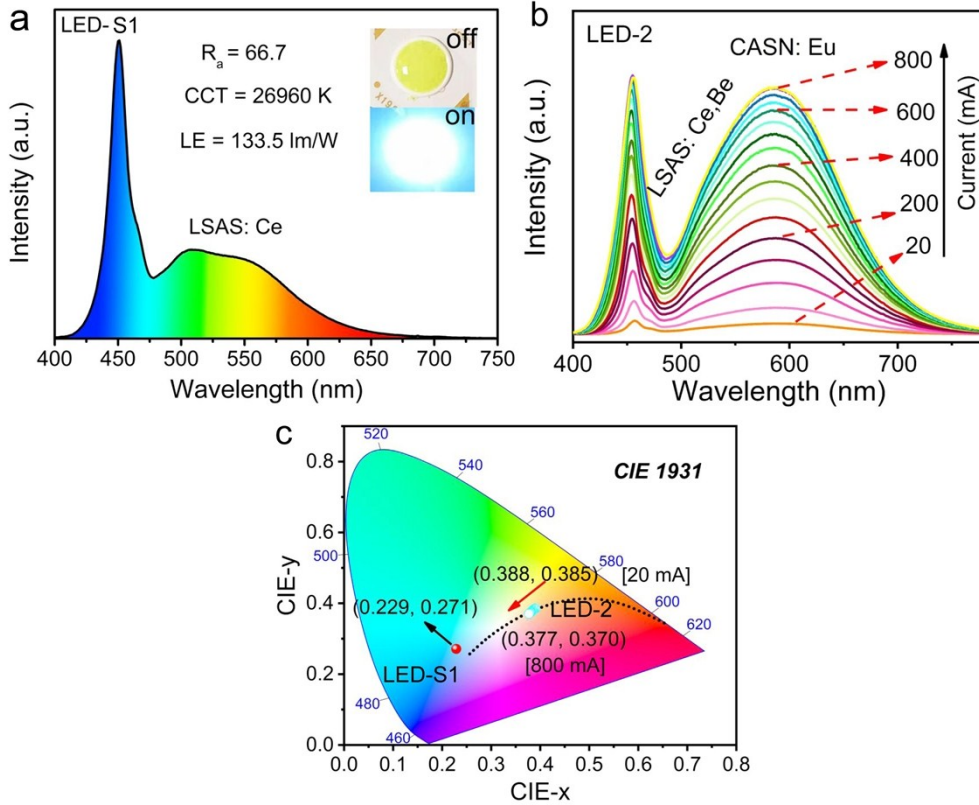 a
LED-S1
Rₐ = 66.7
CCT = 26960 K
LE = 133.5 lm/W
off
on
LSAS: Ce
Intensity (a.u.)
400 450 500 550 600 650 700 750
Wavelength (nm)
b
LED-2
CASN: Eu
LSAS: Ce,Be
800
600
400
200
20
Current (mA)
Intensity (a.u.)
400 500 600 700
Wavelength (nm)
c
CIE 1931
520
540
560
580
600
620
500
480
460
(0.388, 0.385)
[20 mA]
(0.229, 0.271)
LED-2
(0.377, 0.370)
[800 mA]
LED-S1
CIE-y
0.8
0.6
0.4
0.2
0.0
0.0 0.1 0.2 0.3 0.4 0.5 0.6 0.7 0.8
CIE-x